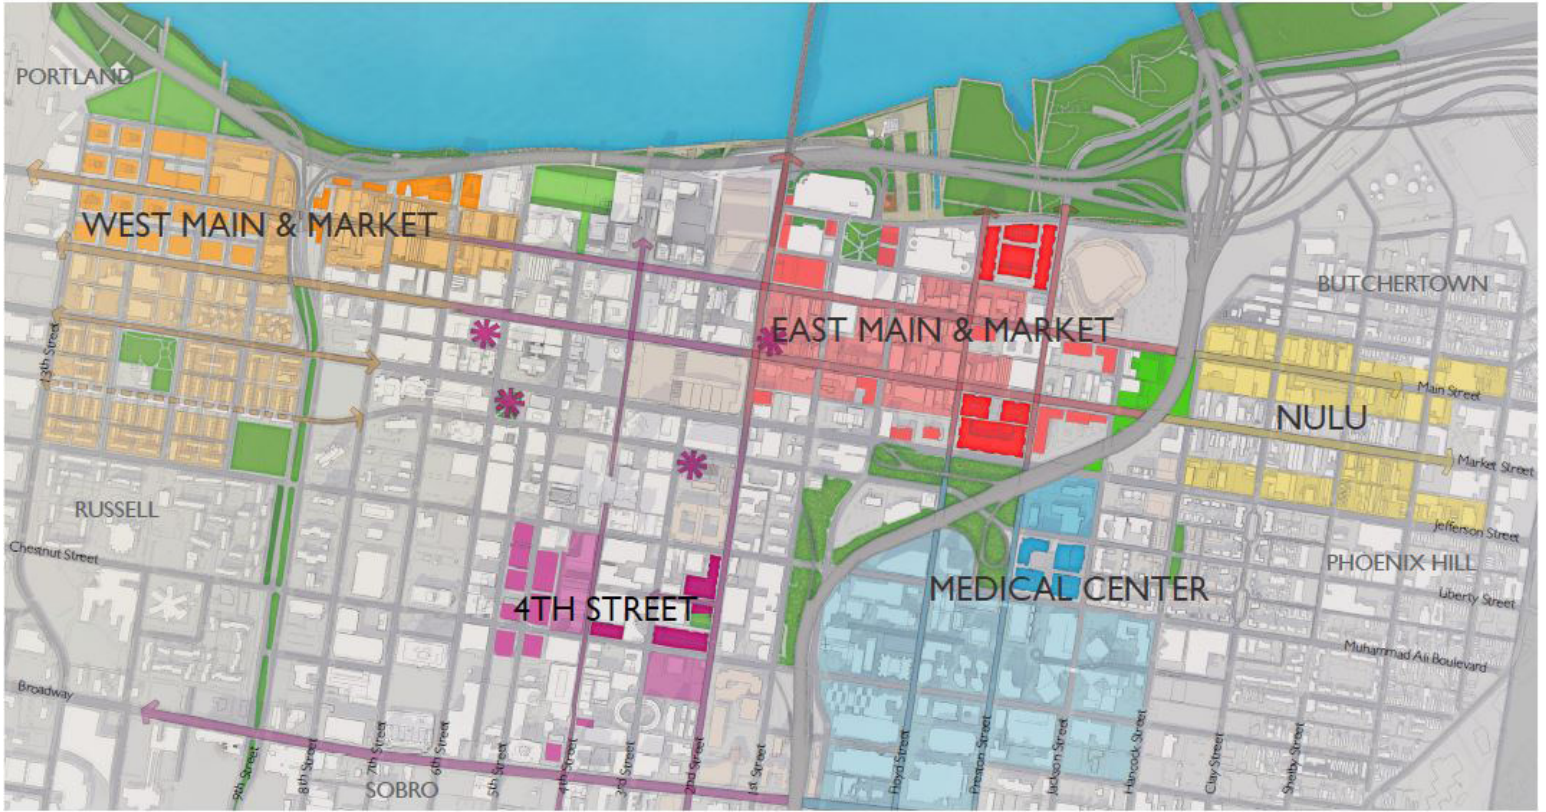 PORTLAND
WEST MAIN & MARKET
BUTCHERTOWN
EAST MAIN & MARKET
13th Street
Main Street
NULU
Market Street
RUSSELL
Jefferson Street
Chestnut Street
PHOENIX HILL
MEDICAL CENTER
Liberty Street
4TH STREET
Muhammad Ali Boulevard
Broadway
9th Street
8th Street
7th Street
6th Street
5th Street
4th Street
3rd Street
2nd Street
1st Street
Floyd Street
Preston Street
Jackson Street
Hancock Street
Clay Street
Shelby Street
SOBRO